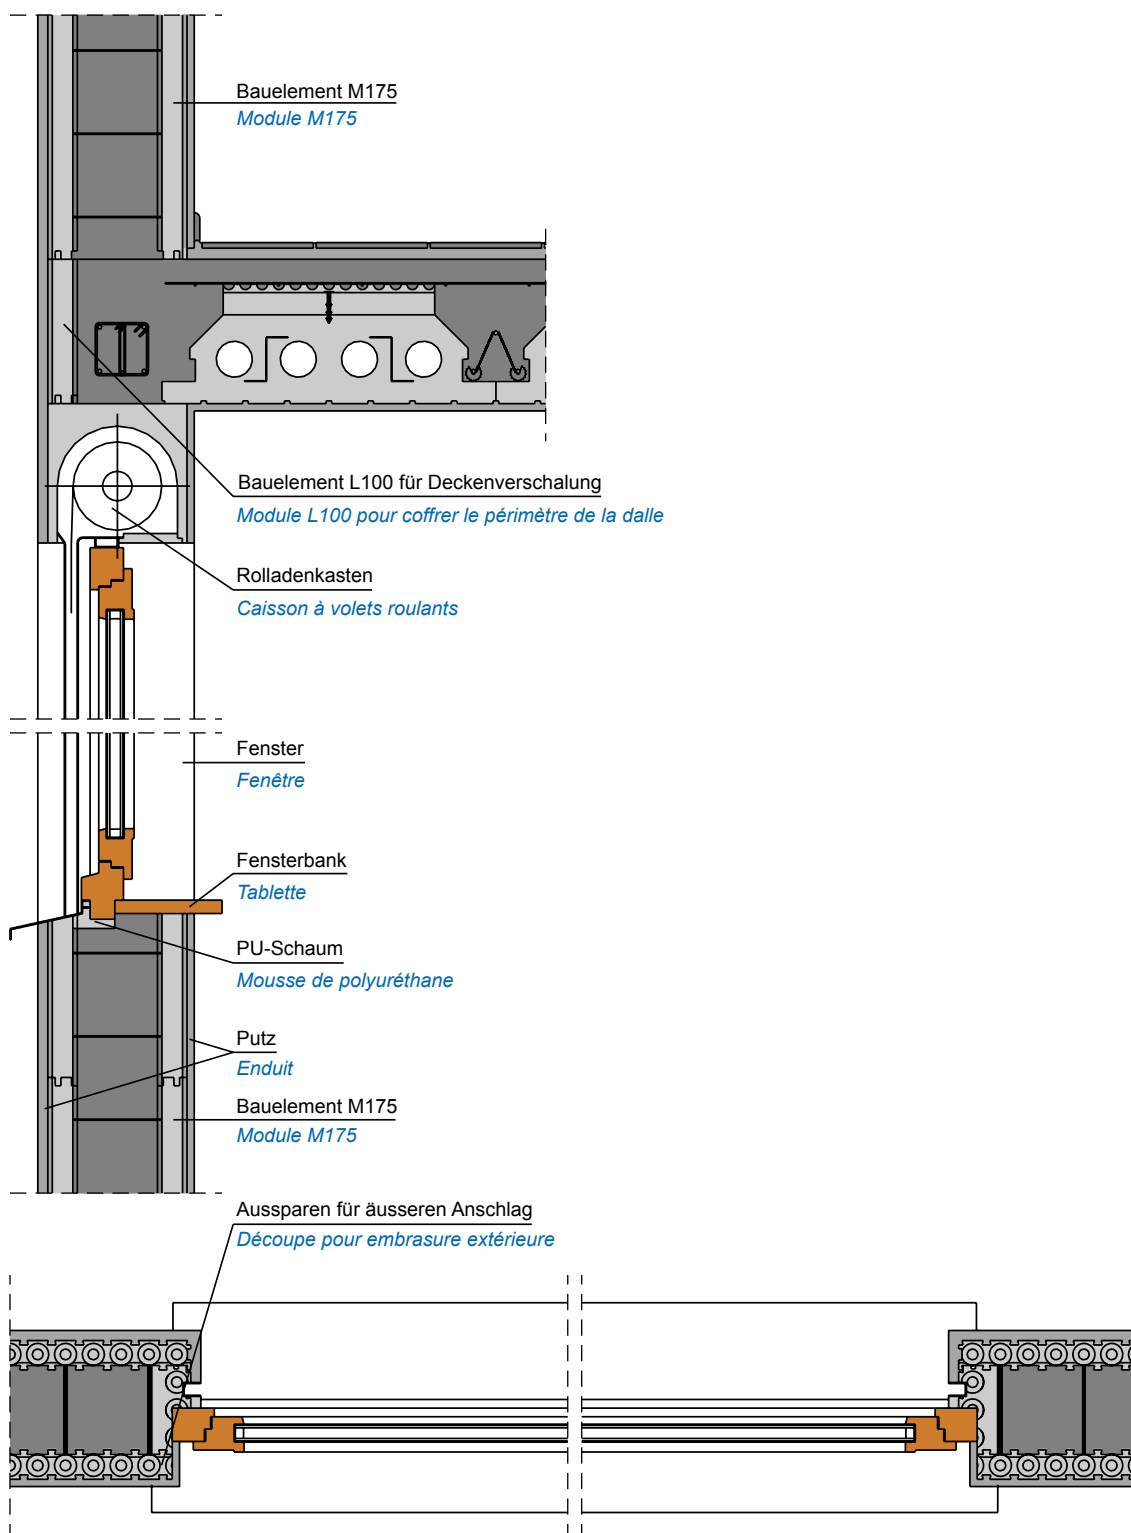 Bauelement M175
Module M175
Bauelement L100 für Deckenverschalung
Module L100 pour coffrer le périmètre de la dalle
Rolladenkasten
Caisson à volets roulants
Fenster
Fenêtre
Fensterbank
Tablette
PU-Schaum
Mousse de polyuréthane
Putz
Enduit
Bauelement M175
Module M175
Aussparen für äusseren Anschlag
Découpe pour embrasure extérieure